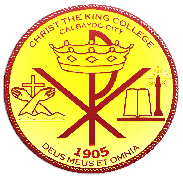 CHRIST THE KING COLLEGE
CALBAYOG CITY
1905
DEUS MEUS ET OMNIA